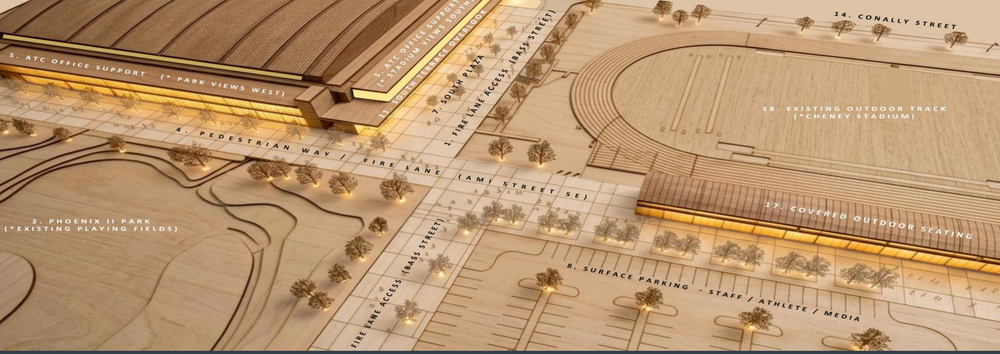 14. CONALLY STREET
5. ATC OFFICE SUPPORT
(* STADIUM VIEWS SOUTH)
11. SOUTH TERRACE OVERLOOK
7. SOUTH PLAZA
1. FIRE LANE ACCESS (BASS STREET)
5. ATC OFFICE SUPPORT (* PARK VIEWS WEST)
18. EXISTING OUTDOOR TRACK
(*CHENEY STADIUM)
4. PEDESTRIAN WAY / FIRE LANE (AMI STREET SE)
17. COVERED OUTDOOR SEATING
2. PHOENIX II PARK
(*EXISTING PLAYING FIELDS)
FIRE LANE ACCESS (BASS STREET)
8. SURFACE PARKING - STAFF / ATHLETE / MEDIA